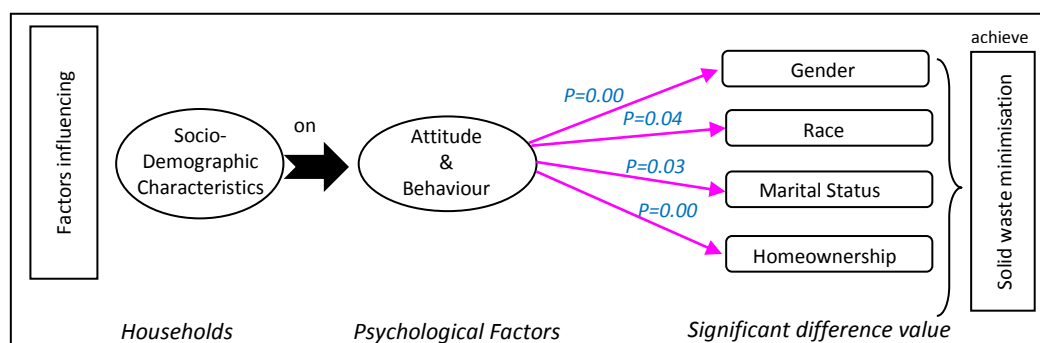 achieve
Factors influencing
Socio-
Demographic
Characteristics
on
Attitude
&
Behaviour
P=0.00
P=0.04
P=0.03
P=0.00
Gender
Race
Marital Status
Homeownership
Solid waste minimisation
Households
Psychological Factors
Significant difference value